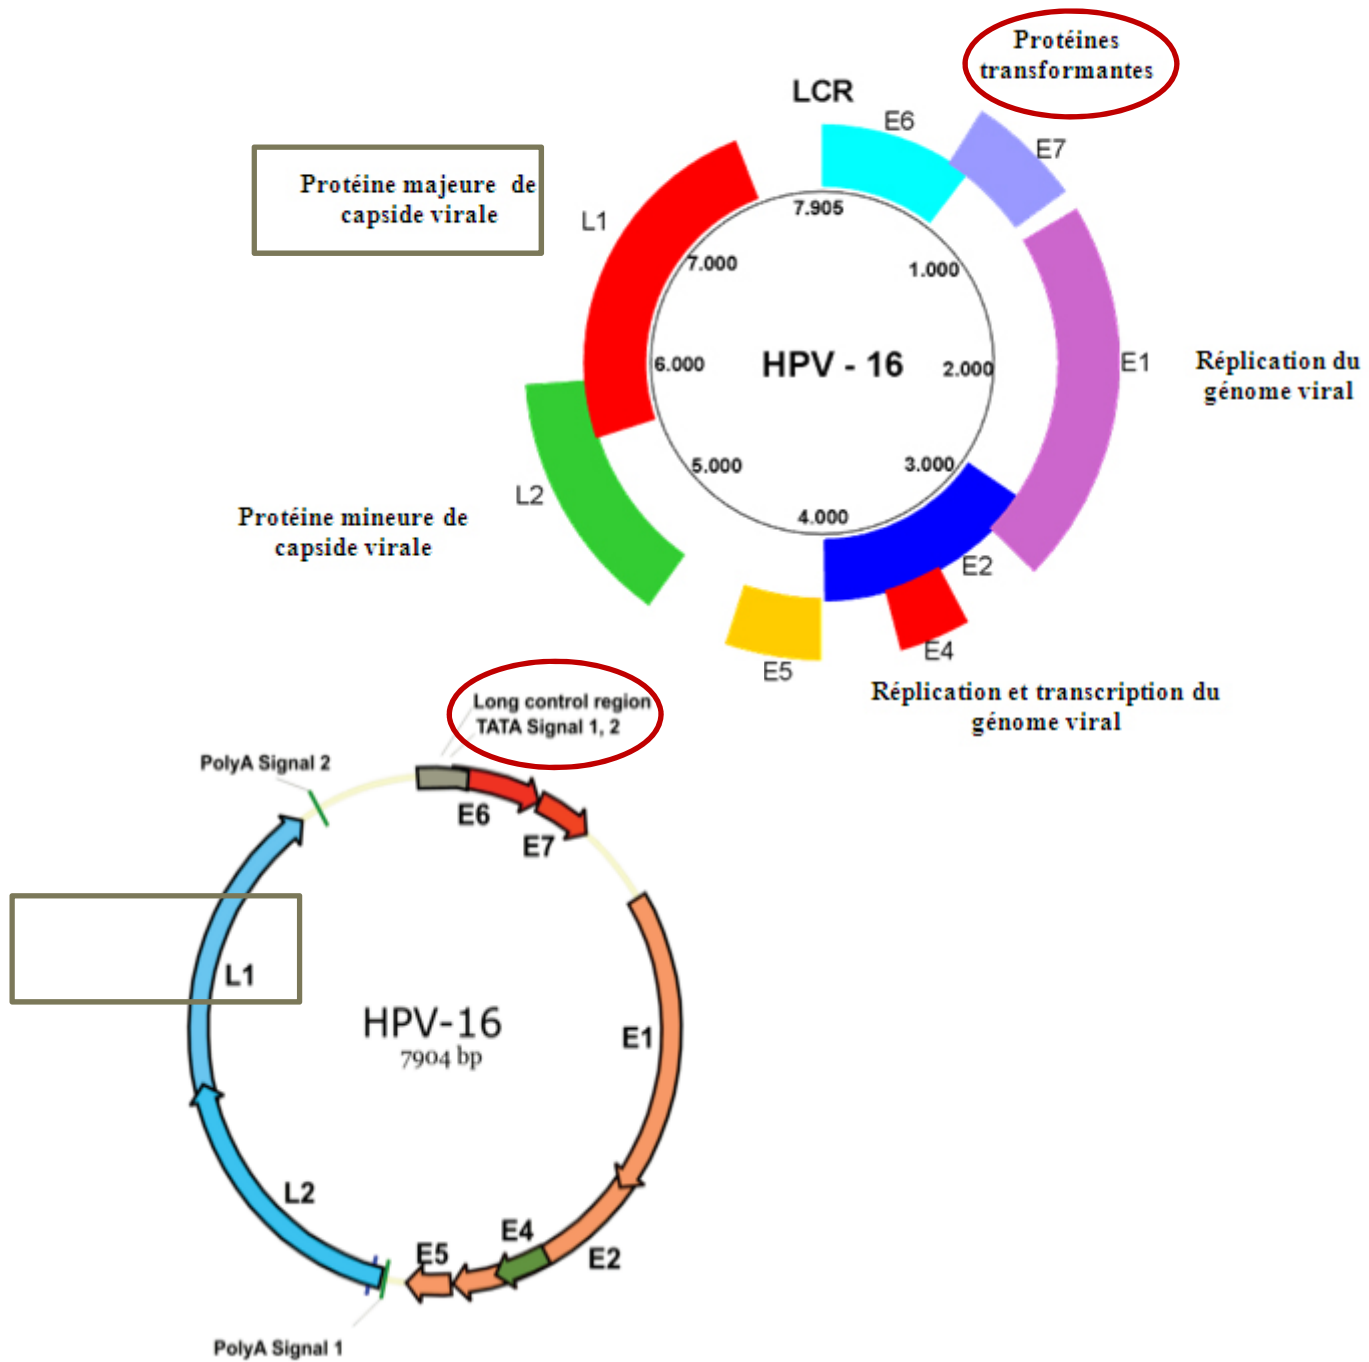 Protéines
transformantes
LCR
E6
E7
Protéine majeure de
capside virale
L1
7.905
7.000
1.000
HPV - 16
6.000
2.000
E1
Réplication du
génome viral
5.000
3.000
L2
4.000
Protéine mineure de
capside virale
E2
E4
E5
Réplication et transcription du
génome viral
Long control region
TATA Signal 1, 2
PolyA Signal 2
E6
E7
L1
HPV-16
7904 bp
E1
L2
E4
E5
E2
PolyA Signal 1